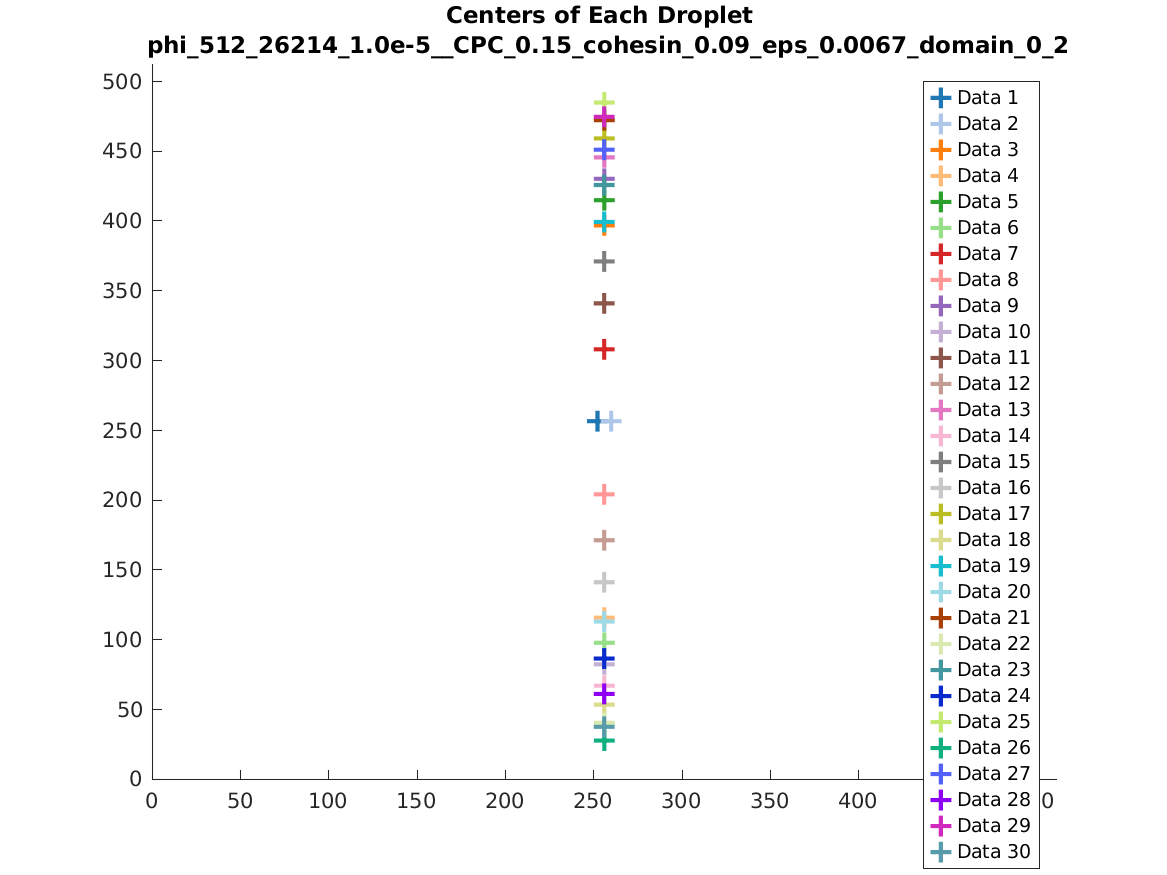 Centers of Each Droplet
phi_512_26214_1.0e-5__CPC_0.15_cohesin_0.09_eps_0.0067_domain_0_2
500
450
400
350
300
250
200
150
100
50
0
0 50 100 150 200 250 300 350 400 0
Data 1
Data 2
Data 3
Data 4
Data 5
Data 6
Data 7
Data 8
Data 9
Data 10
Data 11
Data 12
Data 13
Data 14
Data 15
Data 16
Data 17
Data 18
Data 19
Data 20
Data 21
Data 22
Data 23
Data 24
Data 25
Data 26
Data 27
Data 28
Data 29
Data 30